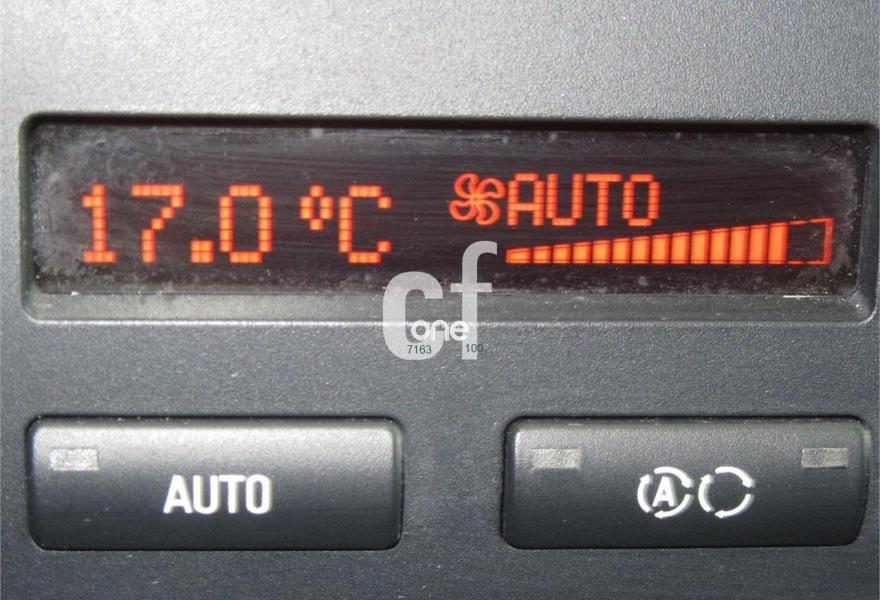 17.0 °C AUTO
cf
one
7163 100
AUTO
A